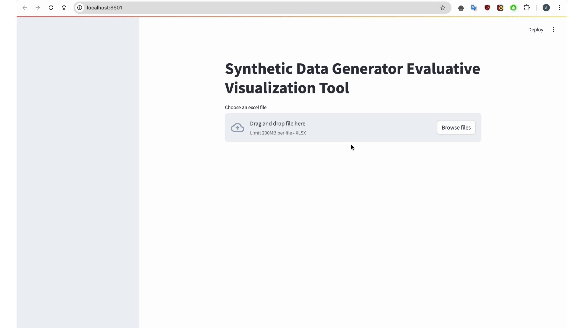 localhost:8501
Deploy
Synthetic Data Generator Evaluative
Visualization Tool
Choose an excel file
Drag and drop file here
Limit 200MB per file • XLSX
Browse files